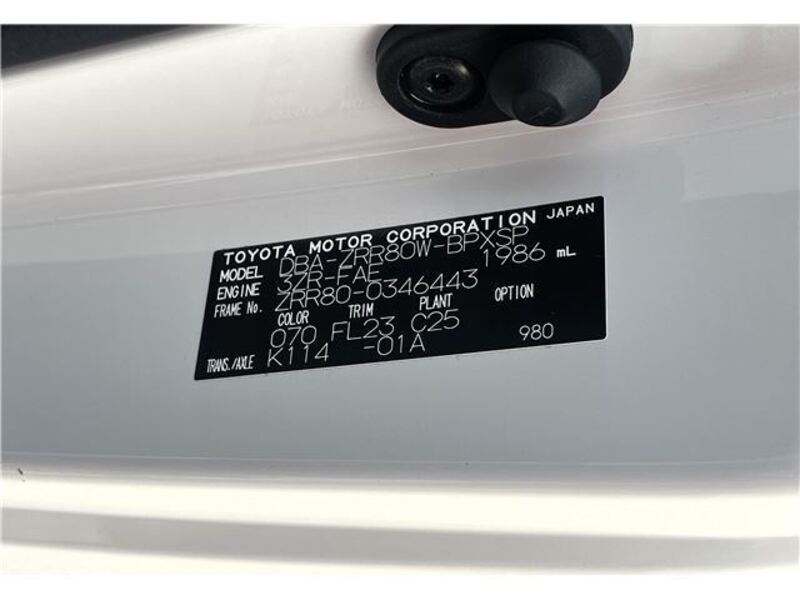 TOYOTA MOTOR CORPORATION JAPAN
MODEL DBA-ZRR80W-BPXSP
ENGINE 3ZR-FAE 1986 mL
FRAME No. ZRR80-0346443
COLOR TRIM PLANT OPTION
070 FL23 C25
TRANS./AXLE K114 -01A 980